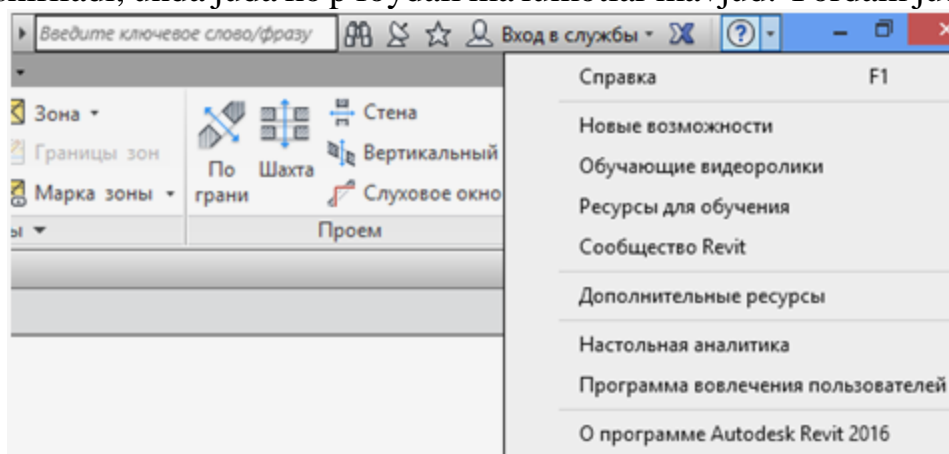 Введите ключевое слово/фразу Вход в службы
Справка F1
Зона Стена
Новые возможности
Границы зон Вертикальный
Обучающие видеоролики
По грани Шахта
Марка зоны Слуховое окно
Ресурсы для обучения
ы Проем
Сообщество Revit
Дополнительные ресурсы
Настольная аналитика
Программа вовлечения пользователей
О программе Autodesk Revit 2016